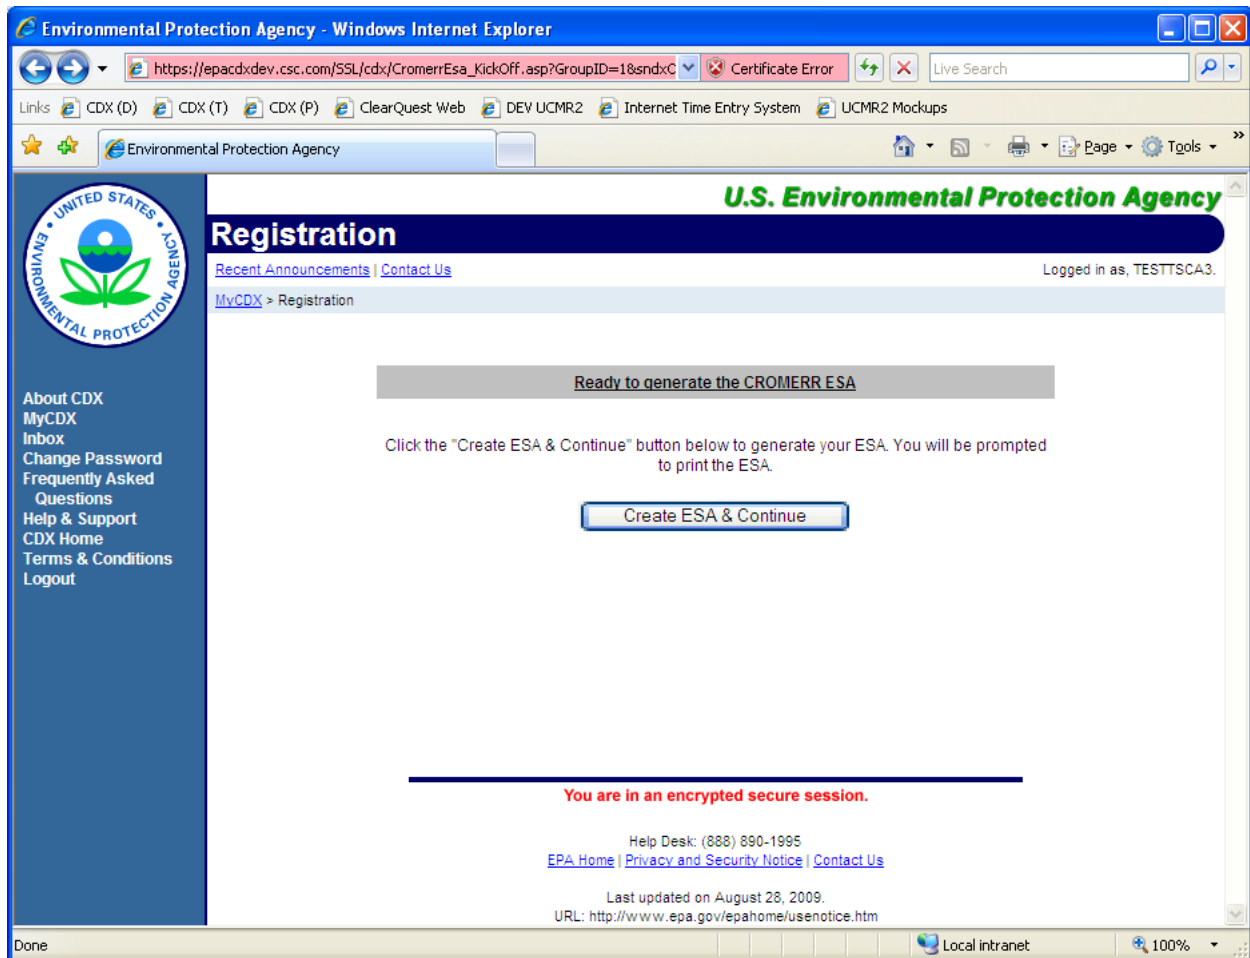 Environmental Protection Agency - Windows Internet Explorer
https://epacdxdev.csc.com/SSL/cdx/CromerrEsa_KickOff.asp?GroupID=1&sndxC
Certificate Error
Live Search
Links CDX (D) CDX (T) CDX (P) ClearQuest Web DEV UCMR2 Internet Time Entry System UCMR2 Mockups
Environmental Protection Agency
Page Tools
UNITED STATES ENVIRONMENTAL PROTECTION AGENCY
U.S. Environmental Protection Agency
Registration
Recent Announcements | Contact Us
Logged in as, TESTTSCA3.
MyCDX > Registration
About CDX
MyCDX
Inbox
Change Password
Frequently Asked
Questions
Help & Support
CDX Home
Terms & Conditions
Logout
Ready to generate the CROMERR ESA
Click the "Create ESA & Continue" button below to generate your ESA. You will be prompted
to print the ESA.
Create ESA & Continue
You are in an encrypted secure session.
Help Desk: (888) 890-1995
EPA Home | Privacy and Security Notice | Contact Us
Last updated on August 28, 2009.
URL: http://www.epa.gov/epahome/usenotice.htm
Done
Local intranet
100%